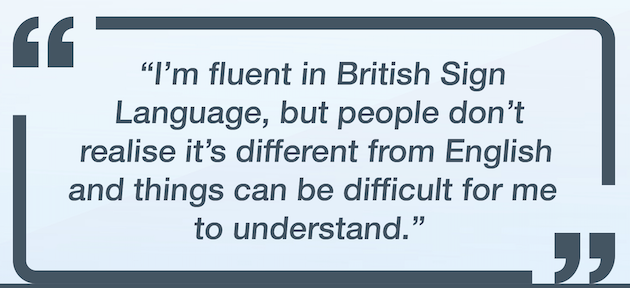 “I’m fluent in British Sign
Language, but people don’t
realise it’s different from English
and things can be difficult for me
to understand.”